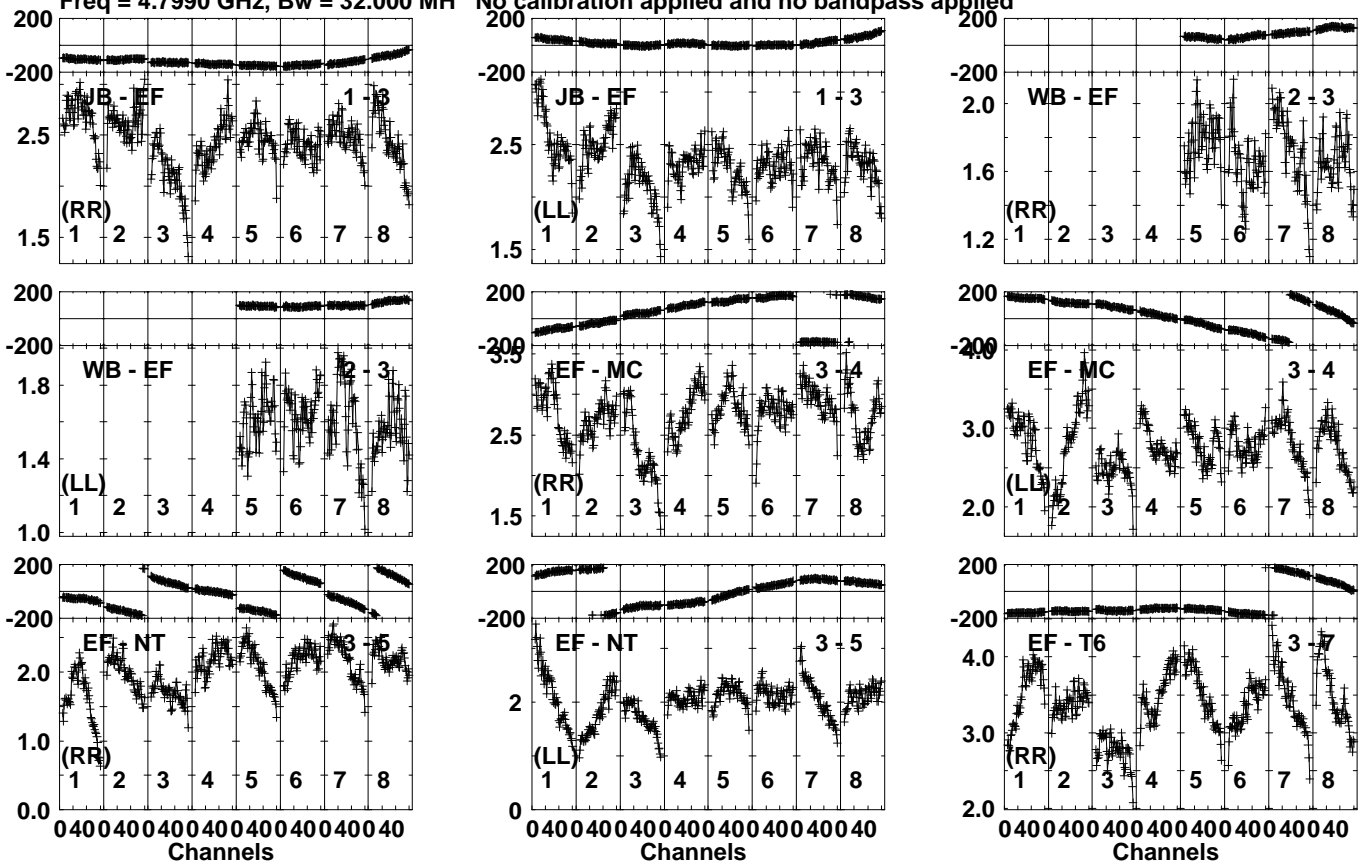 Freq = 4.7990 GHz, Bw = 32.000 MH No calibration applied and no bandpass applied
200 200 200
-200 -200 -200
JB - EF 1 - 3 JB - EF 1 - 3 WB - EF 2 - 3
2.0
2.5 2.5
1.6
(RR) (LL) (RR)
1.5 1 2 3 4 5 6 7 8 1.5 1 2 3 4 5 6 7 8 1.2 1 2 3 4 5 6 7 8
200 200 200
-200 -200 -200
3.5 4.0
WB - EF 2 - 3 EF - MC 3 - 4 EF - MC 3 - 4
1.8
2.5 3.0
1.4
(LL) (RR) (LL)
1 2 3 4 5 6 7 8 1.5 1 2 3 4 5 6 7 8 2.0 1 2 3 4 5 6 7 8
1.0
200 200 200
-200 -200
EF - NT 3 - 5 EF - NT 3 - 5 EF - T6 3 - 7
2.0 2 4.0
1.0 3.0
(RR) (LL) (RR)
1 2 3 4 5 6 7 8 1 2 3 4 5 6 7 8 1 2 3 4 5 6 7 8
0.0 0 2.0
0 40 0 40 0 40 0 40 0 40 0 40 0 40 0 40 0 40 0 40 0 40 0 40 0 40 0 40 0 40 0 40 0 40 0 40 0 40 0 40 0 40 0 40 0 40 0 40
Channels Channels Channels